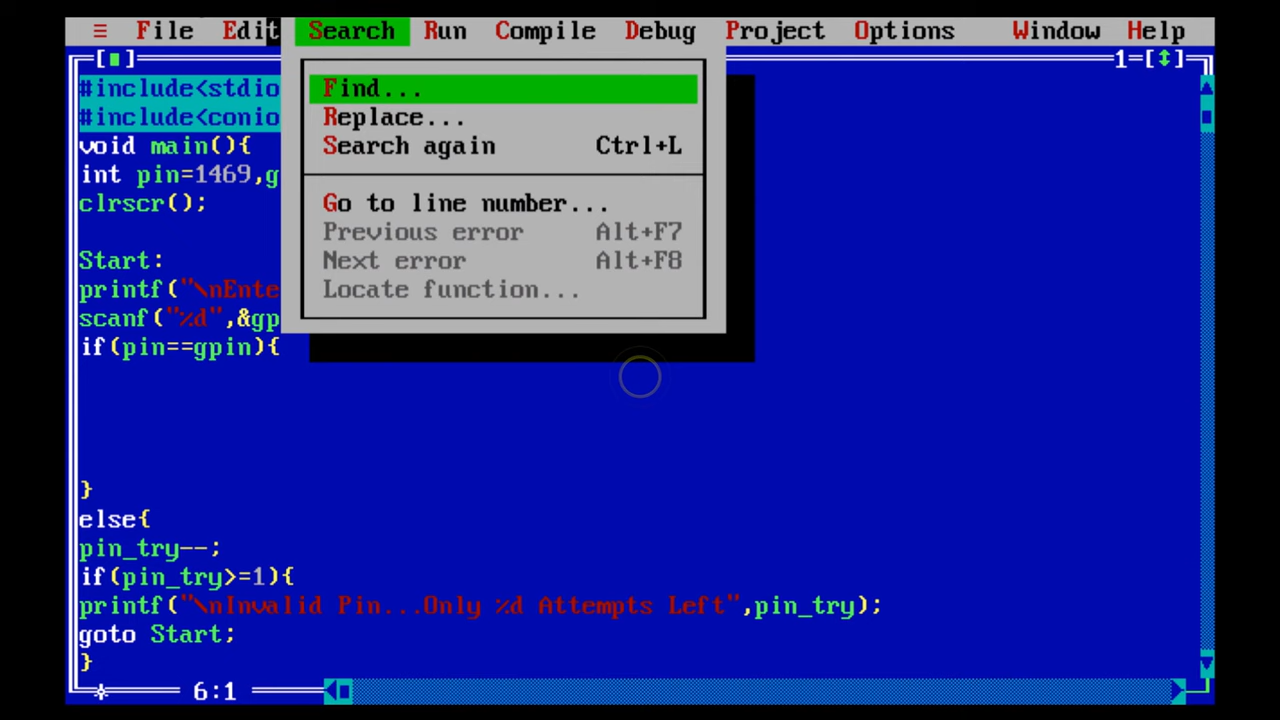 ≡ File Edit Search Run Compile Debug Project Options Window Help
1=[↕]
#include<stdio
#include<conio
void main(){
int pin=1469,g
clrscr();
Start:
printf("\nEnte
scanf("%d",&gp
if(pin==gpin){
Find...
Replace...
Search again Ctrl+L
Go to line number...
Previous error Alt+F7
Next error Alt+F8
Locate function...
}
else{
pin_try--;
if(pin_try>=1){
printf("\nInvalid Pin...Only %d Attempts Left",pin_try);
goto Start;
}
6:1